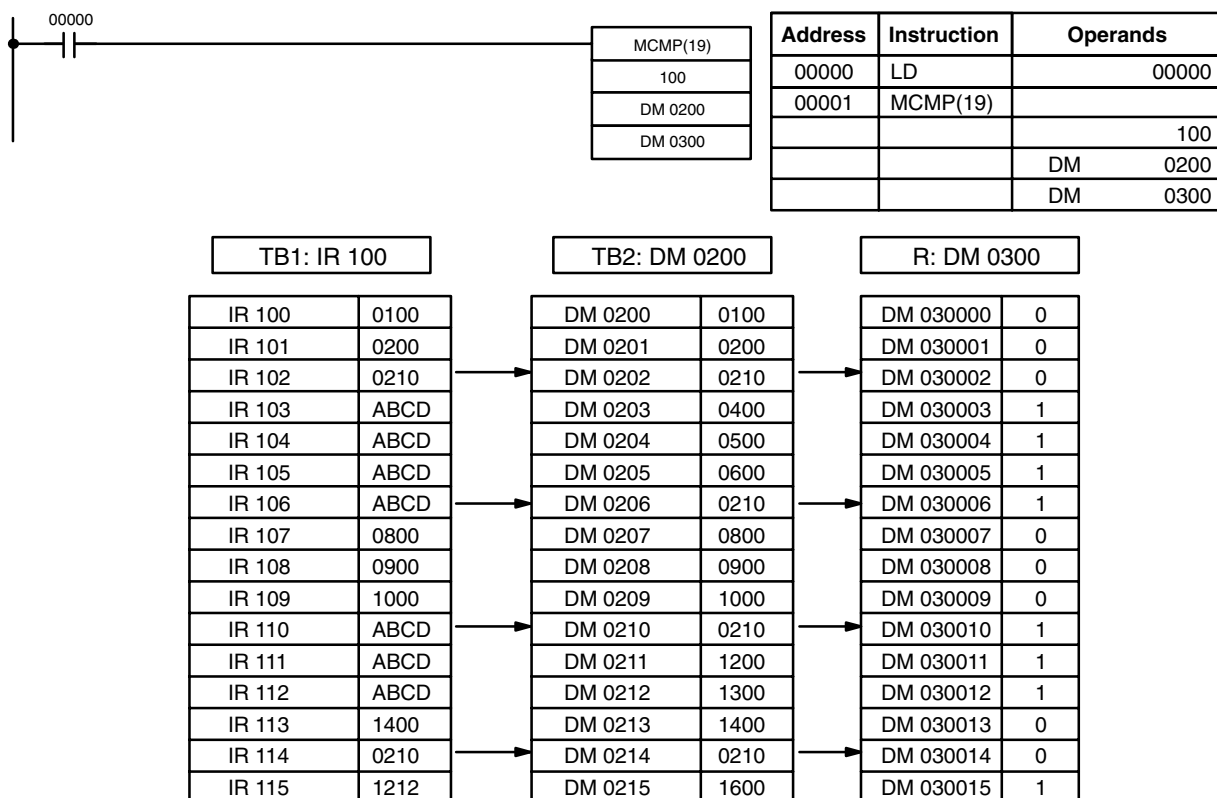 00000
MCMP(19)
100
DM 0200
DM 0300
Address Instruction Operands
00000 LD 00000
00001 MCMP(19)
100
DM 0200
DM 0300
TB1: IR 100 TB2: DM 0200 R: DM 0300
IR 100 0100 DM 0200 0100 DM 030000 0
IR 101 0200 DM 0201 0200 DM 030001 0
IR 102 0210 DM 0202 0210 DM 030002 0
IR 103 ABCD DM 0203 0400 DM 030003 1
IR 104 ABCD DM 0204 0500 DM 030004 1
IR 105 ABCD DM 0205 0600 DM 030005 1
IR 106 ABCD DM 0206 0210 DM 030006 1
IR 107 0800 DM 0207 0800 DM 030007 0
IR 108 0900 DM 0208 0900 DM 030008 0
IR 109 1000 DM 0209 1000 DM 030009 0
IR 110 ABCD DM 0210 0210 DM 030010 1
IR 111 ABCD DM 0211 1200 DM 030011 1
IR 112 ABCD DM 0212 1300 DM 030012 1
IR 113 1400 DM 0213 1400 DM 030013 0
IR 114 0210 DM 0214 0210 DM 030014 0
IR 115 1212 DM 0215 1600 DM 030015 1